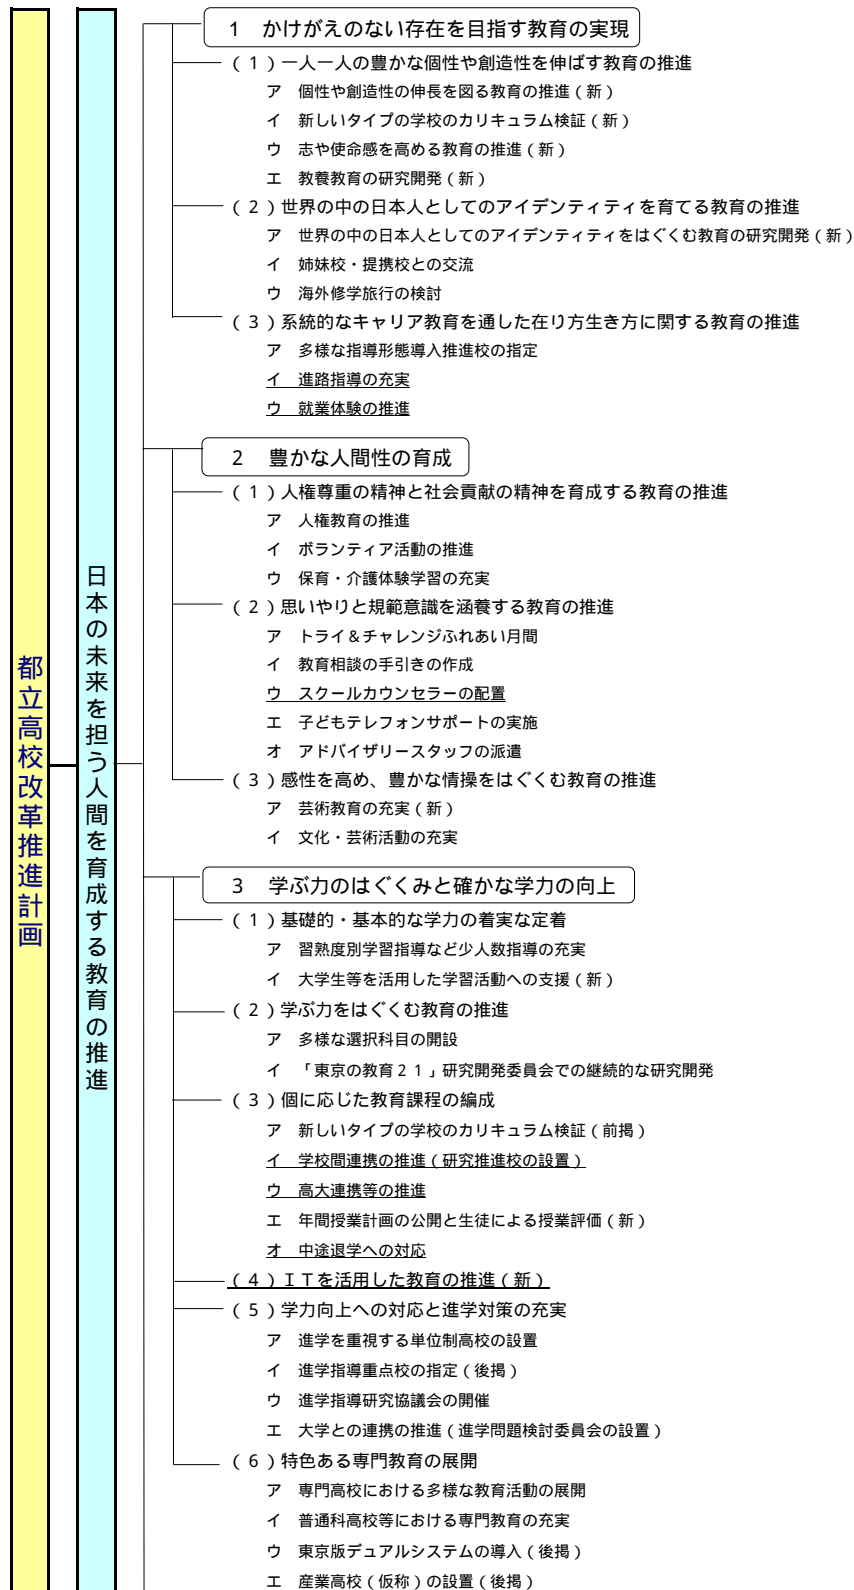 都立高校改革推進計画
日本の未来を担う人間を育成する教育の推進
1　かけがえのない存在を目指す教育の実現
（1）一人一人の豊かな個性や創造性を伸ばす教育の推進
ア　個性や創造性の伸長を図る教育の推進（新）
イ　新しいタイプの学校のカリキュラム検証（新）
ウ　志や使命感を高める教育の推進（新）
エ　教養教育の研究開発（新）
（2）世界の中の日本人としてのアイデンティティを育てる教育の推進
ア　世界の中の日本人としてのアイデンティティをはぐくむ教育の研究開発（新）
イ　姉妹校・提携校との交流
ウ　海外修学旅行の検討
（3）系統的なキャリア教育を通した在り方生き方に関する教育の推進
ア　多様な指導形態導入推進校の指定
イ　進路指導の充実
ウ　就業体験の推進
2　豊かな人間性の育成
（1）人権尊重の精神と社会貢献の精神を育成する教育の推進
ア　人権教育の推進
イ　ボランティア活動の推進
ウ　保育・介護体験学習の充実
（2）思いやりと規範意識を涵養する教育の推進
ア　トライ＆チャレンジふれあい月間
イ　教育相談の手引きの作成
ウ　スクールカウンセラーの配置
エ　子どもテレフォンサポートの実施
オ　アドバイザリースタッフの派遣
（3）感性を高め、豊かな情操をはぐくむ教育の推進
ア　芸術教育の充実（新）
イ　文化・芸術活動の充実
3　学ぶ力のはぐくみと確かな学力の向上
（1）基礎的・基本的な学力の着実な定着
ア　習熟度別学習指導など少人数指導の充実
イ　大学生等を活用した学習活動への支援（新）
（2）学ぶ力をはぐくむ教育の推進
ア　多様な選択科目の開設
イ　「東京の教育２１」研究開発委員会での継続的な研究開発
（3）個に応じた教育課程の編成
ア　新しいタイプの学校のカリキュラム検証（前掲）
イ　学校間連携の推進（研究推進校の設置）
ウ　高大連携等の推進
エ　年間授業計画の公開と生徒による授業評価（新）
オ　中途退学への対応
（4）ＩＴを活用した教育の推進（新）
（5）学力向上への対応と進学対策の充実
ア　進学を重視する単位制高校の設置
イ　進学指導重点校の指定（後掲）
ウ　進学指導研究協議会の開催
エ　大学との連携の推進（進学問題検討委員会の設置）
（6）特色ある専門教育の展開
ア　専門高校における多様な教育活動の展開
イ　普通科高校等における専門教育の充実
ウ　東京版デュアルシステムの導入（後掲）
エ　産業高校（仮称）の設置（後掲）